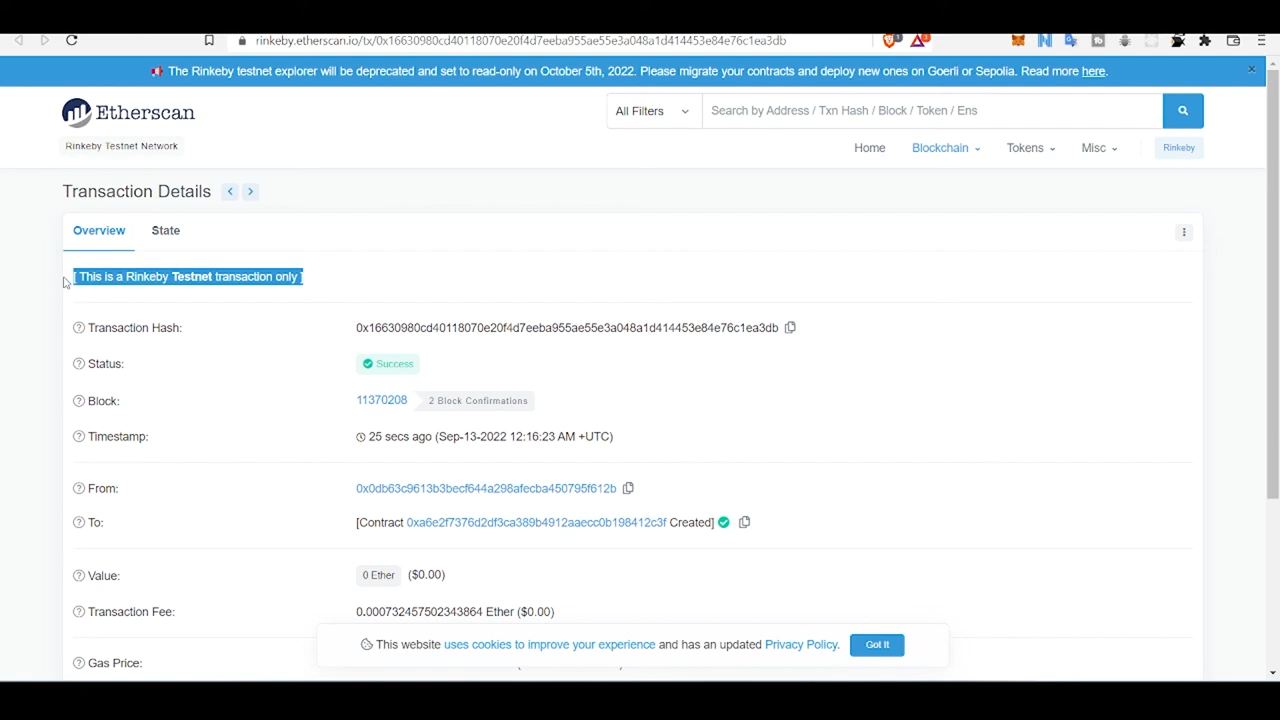 rinkeby.etherscan.io/tx/0x16630980cd40118070e20f4d7eeba955ae55e3a048a1d414453e84e76c1ea3db
The Rinkeby testnet explorer will be deprecated and set to read-only on October 5th, 2022. Please migrate your contracts and deploy new ones on Goerli or Sepolia. Read more here.
Etherscan
All Filters
Search by Address / Txn Hash / Block / Token / Ens
Rinkeby Testnet Network
Home Blockchain Tokens Misc Rinkeby
Transaction Details
Overview State
[ This is a Rinkeby Testnet transaction only ]
Transaction Hash: 0x16630980cd40118070e20f4d7eeba955ae55e3a048a1d414453e84e76c1ea3db
Status: Success
Block: 11370208 2 Block Confirmations
Timestamp: 25 secs ago (Sep-13-2022 12:16:23 AM +UTC)
From: 0x0db63c9613b3becf644a298afecba450795f612b
To: [Contract 0xa6e2f7376d2df3ca389b4912aaecc0b198412c3f Created]
Value: 0 Ether ($0.00)
Transaction Fee: 0.000732457502343864 Ether ($0.00)
This website uses cookies to improve your experience and has an updated Privacy Policy. Got It
Gas Price: